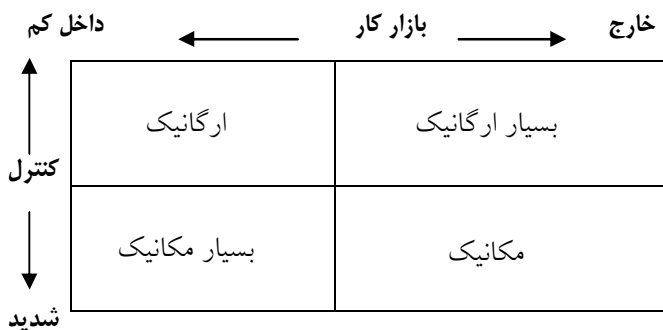 خارج بازار کار داخل کم
بسیار ارگانیک ارگانیک
کنترل
مکانیک بسیار مکانیک
شدید